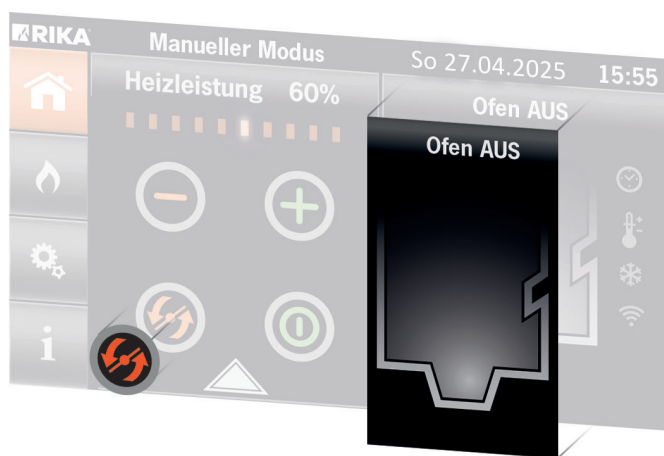 RIKA
Manueller Modus
So 27.04.2025
15:55
Heizleistung 60%
Ofen AUS
Ofen AUS
i